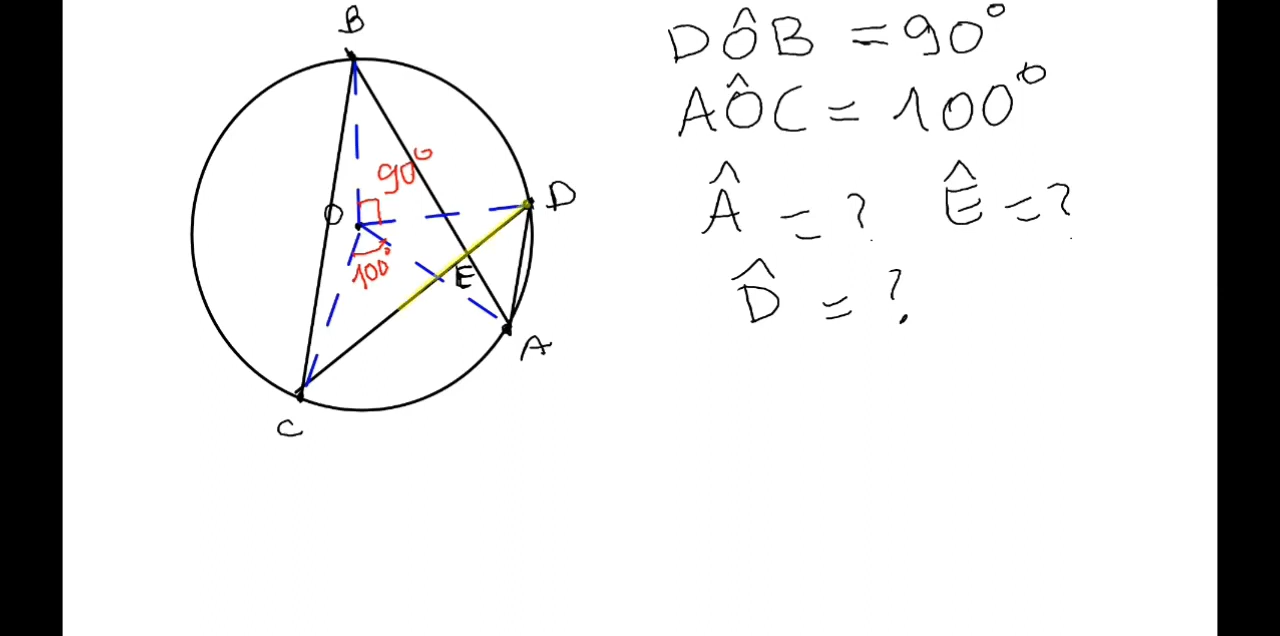 B
DÔB = 90°
AÔC = 100°
90°
D
O
Â = ? Ê = ?
100°
E
D̂ = ?
A
C